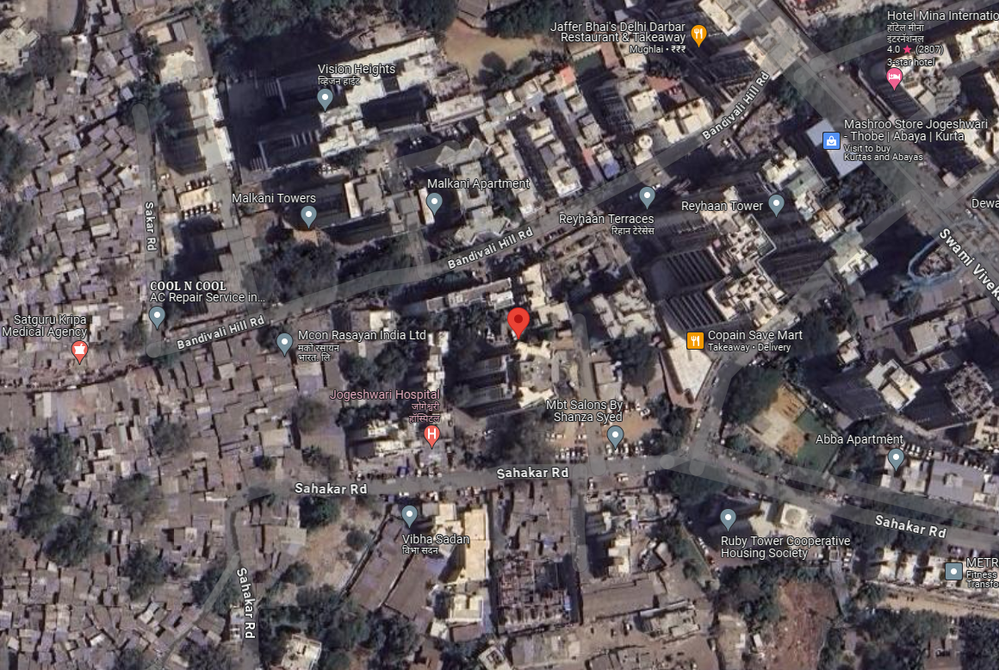 Jaffer Bhai's Delhi Darbar
Restaurant & Takeaway
Mughlai • ₹₹₹
Hotel Mina Internatio
हॉटेल मीना
इंटरनॅशनल
4.0 ★ (2807)
3-star hotel
Vision Heights
व्हिजन हाईट
Bandivali Hill Rd
Mashroo Store Jogeshwari
- Thobe | Abaya | Kurta
Visit to buy
Kurtas and Abayas
Malkani Apartment
Malkani Towers
Reyhaan Terraces
रिहान टेरेसेस
Reyhaan Tower
Dewa
Sakar Rd
Bandivali Hill Rd
Swami Vivek
COOL N COOL
AC Repair Service in...
Satguru Kripa
Medical Agency
Bandivali Hill Rd
Mcon Rasayan India Ltd
मकों रसायन
भारत. लि
Copain Save Mart
Takeaway • Delivery
Jogeshwari Hospital
जोगेश्वरी
हॉस्पिटल
H
Mbt Salons By
Shanza Syed
Abba Apartment
Sahakar Rd
Sahakar Rd
Sahakar Rd
Vibha Sadan
विभा सदन
Ruby Tower Cooperative
Housing Society
METR
Fitness
Transfo
Sahakar Rd